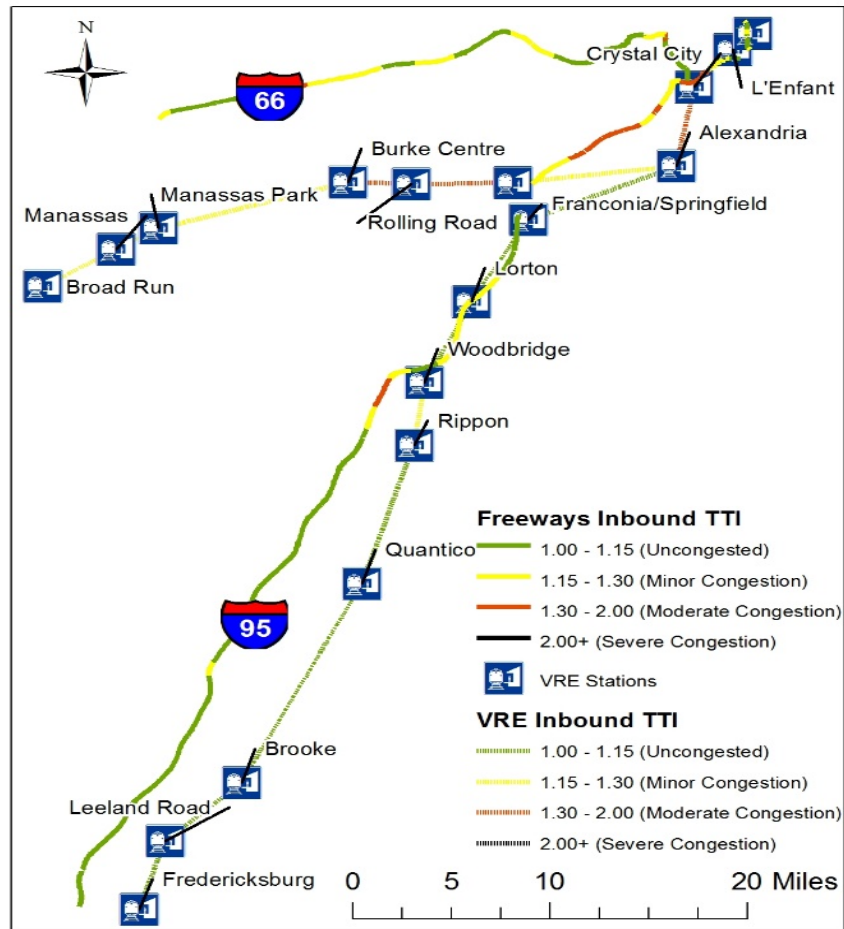 N
Crystal City
66
L'Enfant
Alexandria
Burke Centre
Manassas Park
Manassas
Franconia/Springfield
Rolling Road
Lorton
Broad Run
Woodbridge
Rippon
Freeways Inbound TTI
1.00 - 1.15 (Uncongested)
Quantico
1.15 - 1.30 (Minor Congestion)
1.30 - 2.00 (Moderate Congestion)
95
2.00+ (Severe Congestion)
VRE Stations
VRE Inbound TTI
Brooke
1.00 - 1.15 (Uncongested)
1.15 - 1.30 (Minor Congestion)
Leeland Road
1.30 - 2.00 (Moderate Congestion)
2.00+ (Severe Congestion)
Fredericksburg
0 5 10 20 Miles